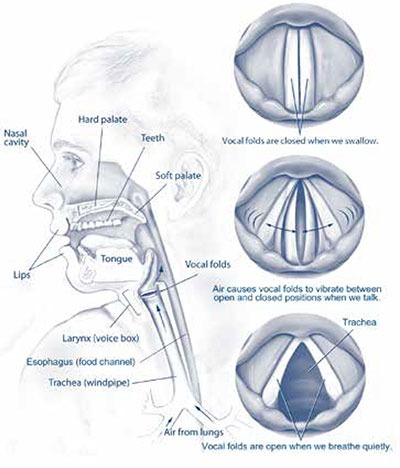 Hard palate
Nasal
cavity
Teeth
Soft palate
Tongue
Vocal folds
Lips
Larynx (voice box)
Esophagus (food channel)
Trachea (windpipe)
Air from lungs
Vocal folds are closed when we swallow.
Air causes vocal folds to vibrate between
open and closed positions when we talk.
Trachea
Vocal folds are open when we breathe quietly.